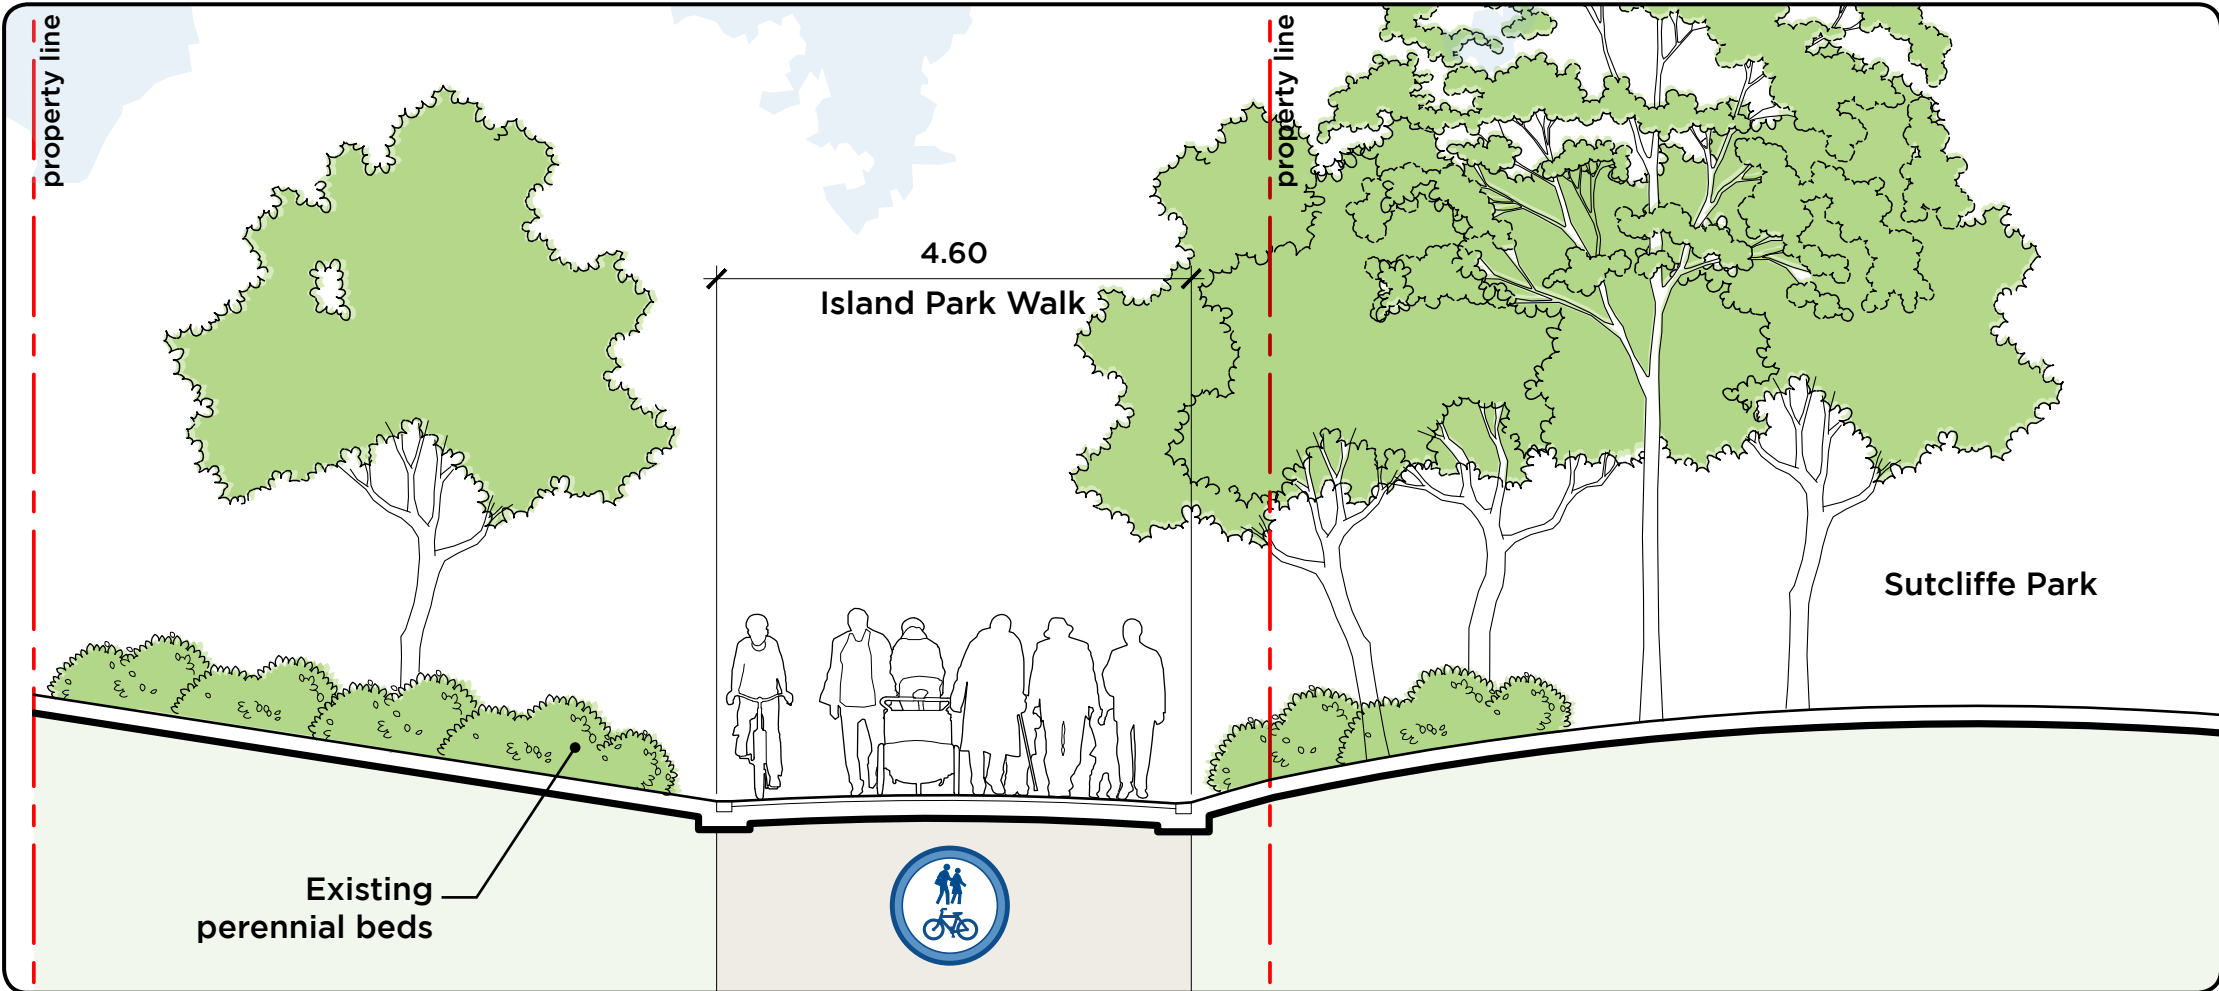 property line
property line
4.60
Island Park Walk
Sutcliffe Park
Existing
perennial beds